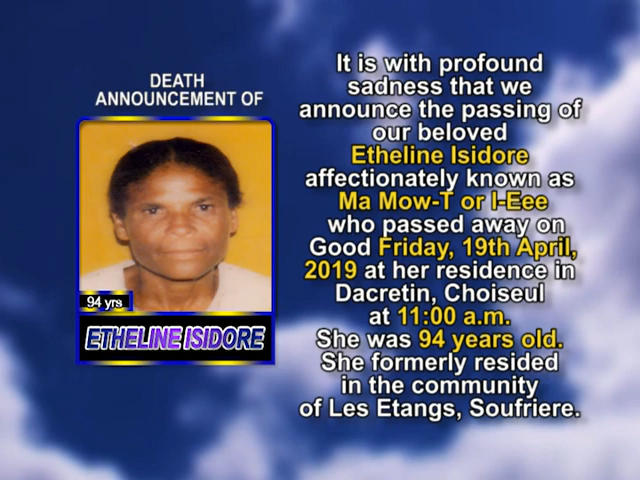 DEATH
ANNOUNCEMENT OF
94 yrs
ETHELINE ISIDORE
It is with profound
sadness that we
announce the passing of
our beloved
Etheline Isidore
affectionately known as
Ma Mow-T or I-Eee
who passed away on
Good Friday, 19th April,
2019 at her residence in
Dacretin, Choiseul
at 11:00 a.m.
She was 94 years old.
She formerly resided
in the community
of Les Etangs, Soufriere.